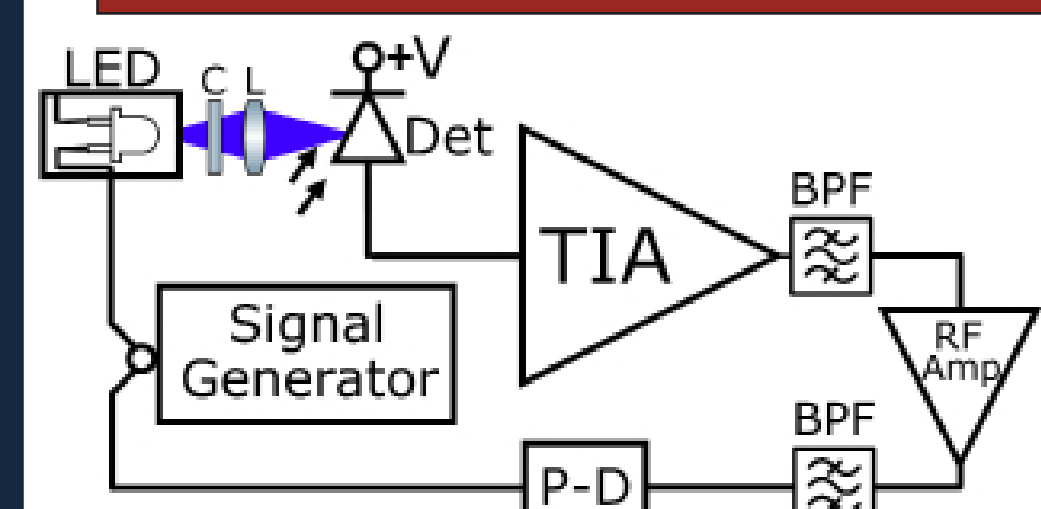 LED
C L
+V
Det
TIA
BPF
Signal
Generator
RF
Amp
BPF
P-D